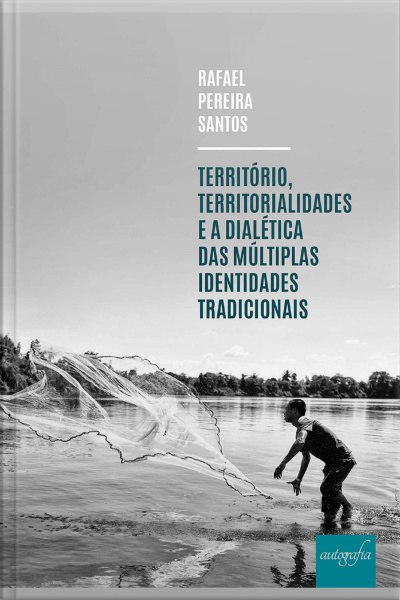 RAFAEL
PEREIRA
SANTOS
TERRITÓRIO,
TERRITORIALIDADES
E A DIALÉTICA
DAS MÚLTIPLAS
IDENTIDADES
TRADICIONAIS
autografia